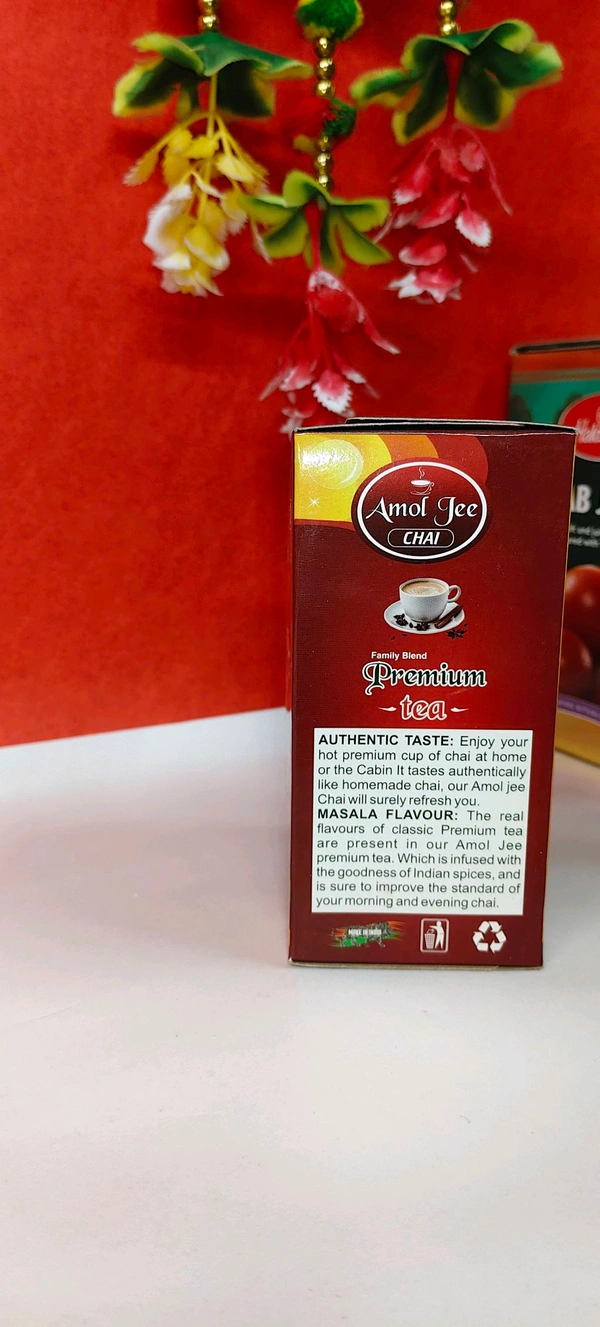 Amol Jee
CHAI
Family Blend
Premium
tea
AUTHENTIC TASTE: Enjoy your
hot premium cup of chai at home
or the Cabin It tastes authentically
like homemade chai, our Amol jee
Chai will surely refresh you.
MASALA FLAVOUR: The real
flavours of classic Premium tea
are present in our Amol Jee
premium tea. Which is infused with
the goodness of Indian spices, and
is sure to improve the standard of
your morning and evening chai.
MADE IN INDIA